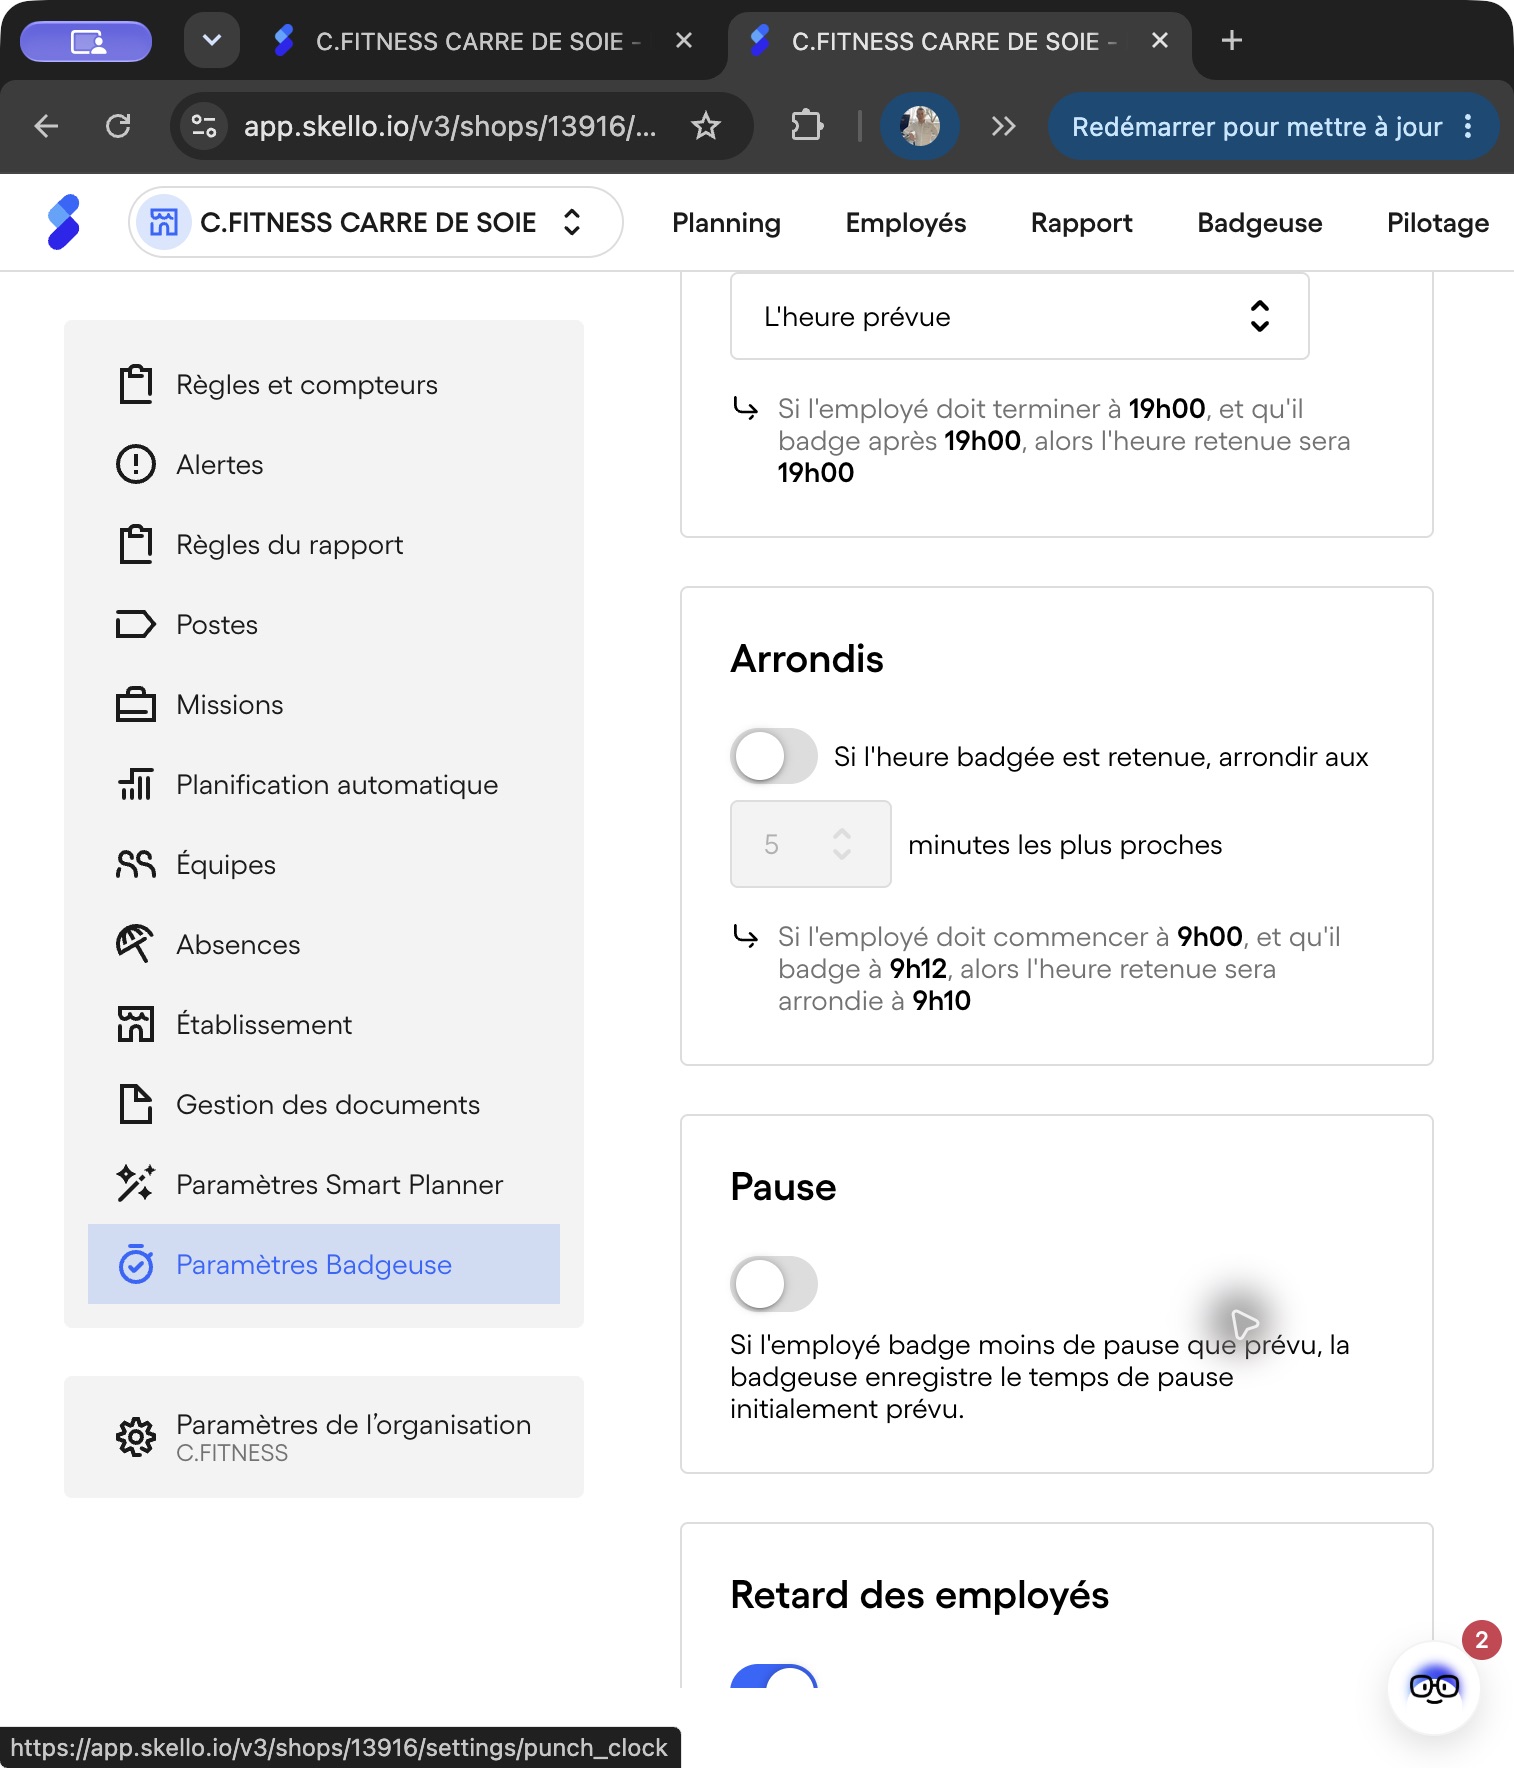 C.FITNESS CARRE DE SOIE -
C.FITNESS CARRE DE SOIE -
app.skello.io/v3/shops/13916/...
Redémarrer pour mettre à jour
C.FITNESS CARRE DE SOIE
Planning
Employés
Rapport
Badgeuse
Pilotage
Règles et compteurs
Alertes
Règles du rapport
Postes
Missions
Planification automatique
Équipes
Absences
Établissement
Gestion des documents
Paramètres Smart Planner
Paramètres Badgeuse
Paramètres de l’organisation
C.FITNESS
L'heure prévue
Si l'employé doit terminer à 19h00, et qu'il
badge après 19h00, alors l'heure retenue sera
19h00
Arrondis
Si l'heure badgée est retenue, arrondir aux
5
minutes les plus proches
Si l'employé doit commencer à 9h00, et qu'il
badge à 9h12, alors l'heure retenue sera
arrondie à 9h10
Pause
Si l'employé badge moins de pause que prévu, la
badgeuse enregistre le temps de pause
initialement prévu.
Retard des employés
2
https://app.skello.io/v3/shops/13916/settings/punch_clock